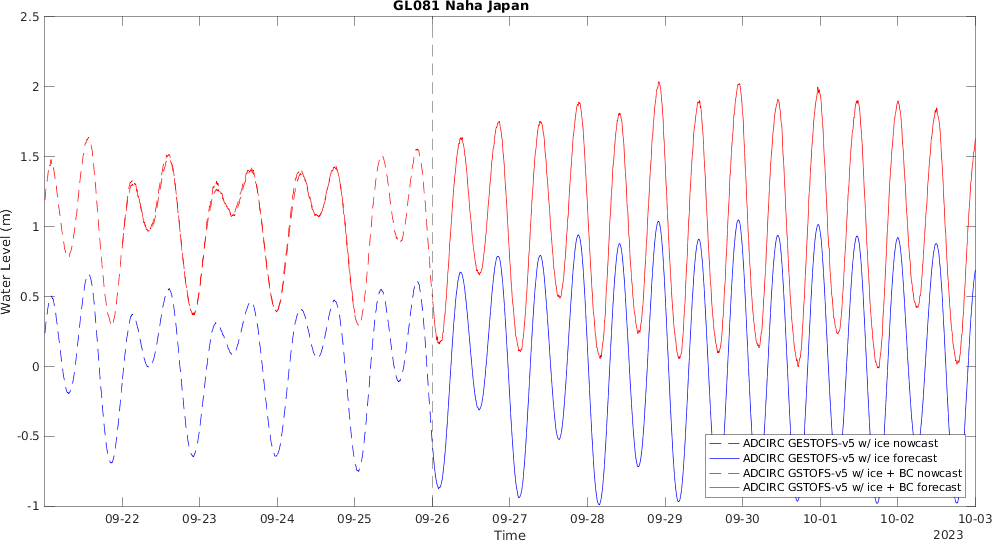 GL081 Naha Japan
2.5
2
1.5
1
0.5
0
-0.5
-1
Water Level (m)
ADCIRC GESTOFS-v5 w/ ice nowcast
ADCIRC GESTOFS-v5 w/ ice forecast
ADCIRC GSTOFS-v5 w/ ice + BC nowcast
ADCIRC GSTOFS-v5 w/ ice + BC forecast
09-22 09-23 09-24 09-25 09-26 09-27 09-28 09-29 09-30 10-01 10-02 10-03
Time
2023